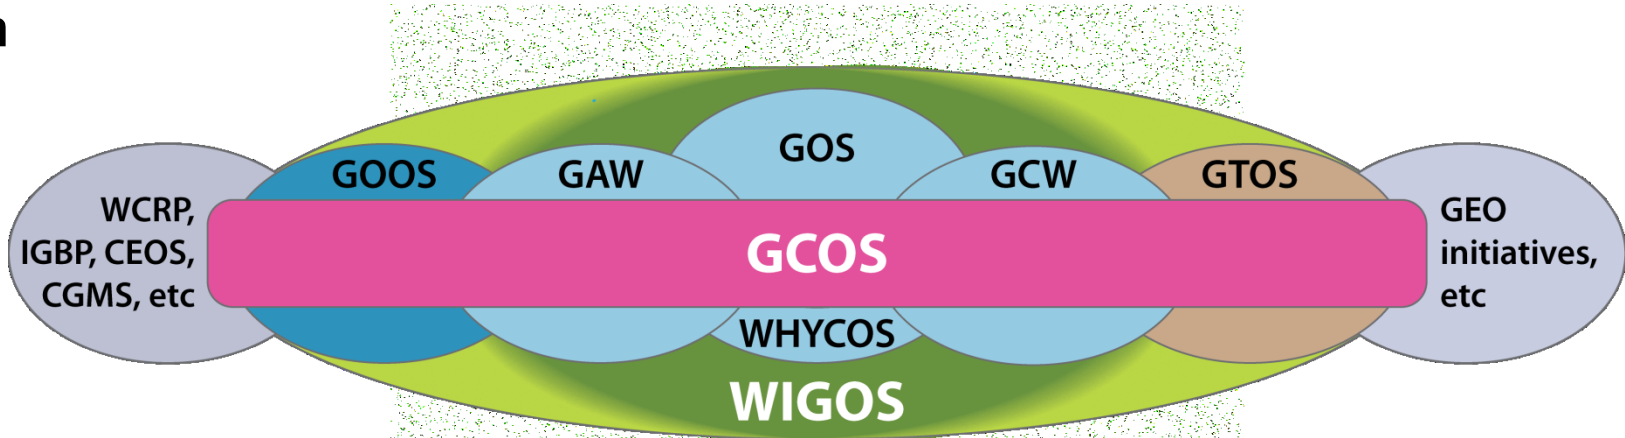 GOS
GOOS
GAW
GCW
GTOS
WCRP,
IGBP, CEOS,
CGMS, etc
GCOS
GEO
initiatives,
etc
WHYCOS
WIGOS